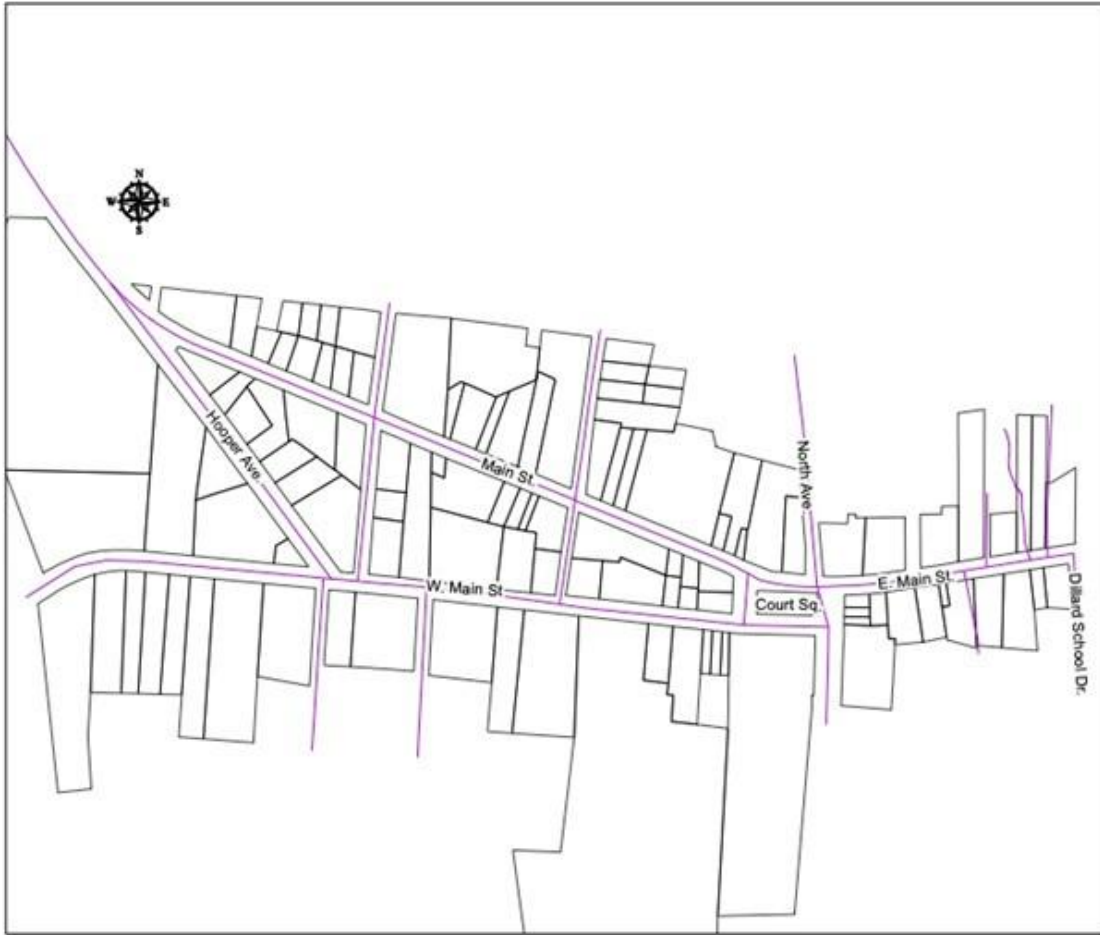 N
W
E
S
Hooper Ave.
Main St.
North Ave.
W. Main St
E. Main St.
Court Sq.
Dillard School Dr.